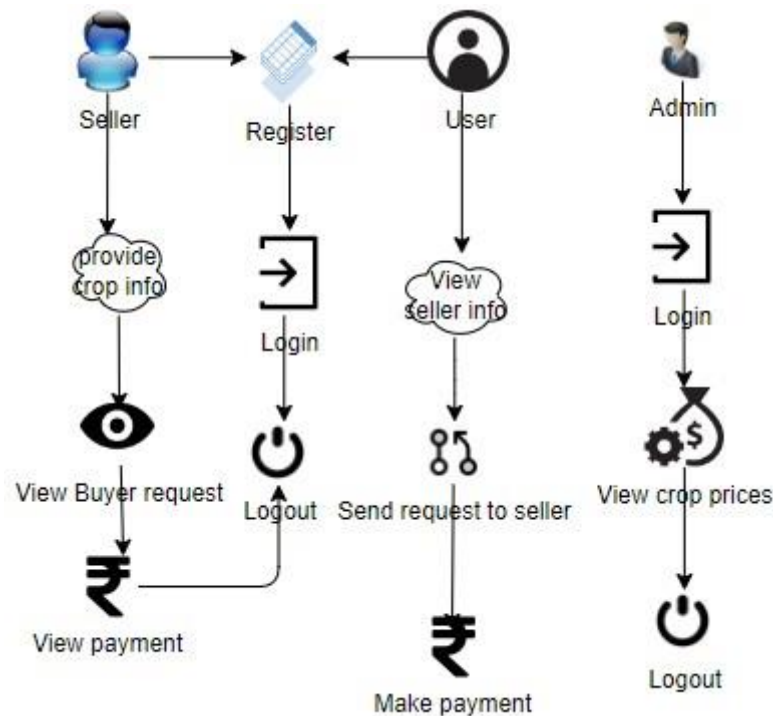 Seller
Register
User
Admin
provide
crop info
View
seller info
Login
Login
View Buyer request
Logout
Send request to seller
$
View crop prices
₹
View payment
₹
Make payment
Logout